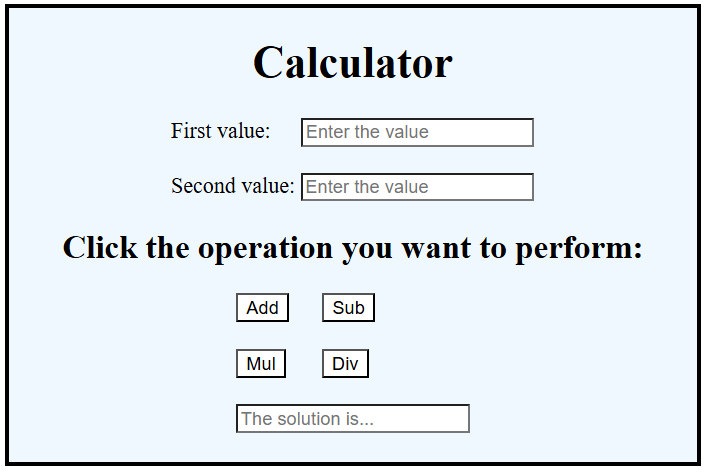 Calculator
First value: Enter the value
Second value: Enter the value
Click the operation you want to perform:
Add Sub
Mul Div
The solution is...